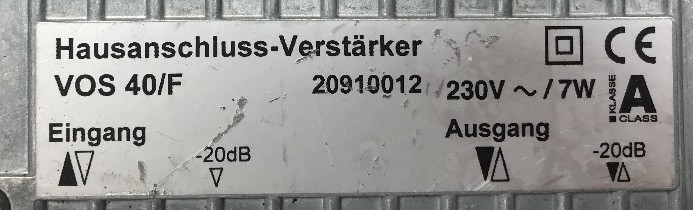 Hausanschluss-Verstärker
VOS 40/F 20910012 230V ~ / 7W
CE
KLASSE A CLASS
Eingang -20dB
Ausgang -20dB